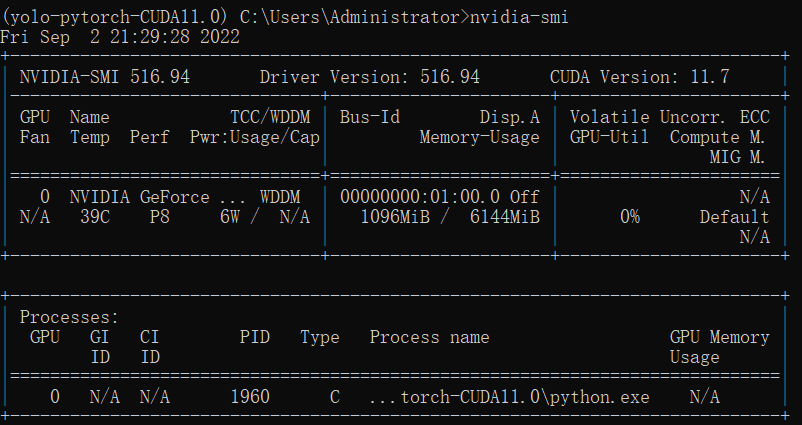 (yolo-pytorch-CUDA11.0) C:\Users\Administrator>nvidia-smi
Fri Sep  2 21:29:28 2022
NVIDIA-SMI 516.94       Driver Version: 516.94       CUDA Version: 11.7
GPU  Name            TCC/WDDM | Bus-Id        Disp.A | Volatile Uncorr. ECC
Fan  Temp  Perf  Pwr:Usage/Cap|         Memory-Usage | GPU-Util  Compute M.
MIG M.
0  NVIDIA GeForce ...  WDDM  | 00000000:01:00.0 Off |                  N/A
N/A   39C    P8     6W /  N/A |   1096MiB /  6144MiB |      0%      Default
N/A
Processes:
GPU   GI   CI        PID   Type   Process name                  GPU Memory
ID   ID                                                   Usage
0   N/A  N/A      1960      C   ...torch-CUDA11.0\python.exe    N/A